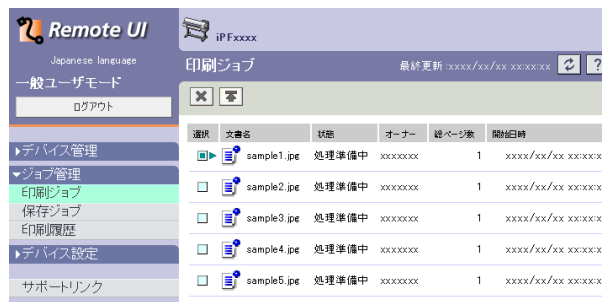 Remote UI
iPFxxxx
Japanese language
印刷ジョブ
最終更新:xxxx/xx/xx xx:xx:xx
?
一般ユーザモード
ログアウト
選択 文書名 状態 オーナー 総ページ数 開始日時
▶デバイス管理
sample1.jpg 処理準備中 xxxxxxx 1 xxxx/xx/xx xx:xx:x
▼ジョブ管理
印刷ジョブ
sample2.jpg 処理準備中 xxxxxxx 1 xxxx/xx/xx xx:xx:x
保存ジョブ
sample3.jpg 処理準備中 xxxxxxx 1 xxxx/xx/xx xx:xx:x
印刷履歴
▶デバイス設定
sample4.jpg 処理準備中 xxxxxxx 1 xxxx/xx/xx xx:xx:x
サポートリンク
sample5.jpg 処理準備中 xxxxxxx 1 xxxx/xx/xx xx:xx:x